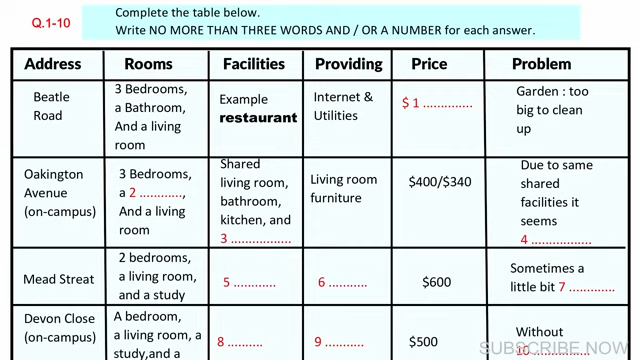 Q.1-10
Complete the table below.
Write NO MORE THAN THREE WORDS AND / OR A NUMBER for each answer.
Address Rooms Facilities Providing Price Problem
Beatle
Road
3 Bedrooms,
a Bathroom,
And a living
room
Example
restaurant
Internet &
Utilities
$ 1 .............
Garden : too
big to clean
up
Oakington
Avenue
(on-campus)
3 Bedrooms,
a 2 ...........,
And a living
room
Shared
living room,
bathroom,
kitchen, and
3 ................
Living room
furniture
$400/$340
Due to same
shared
facilities it
seems
4 ................
Mead Streat
2 bedrooms,
a living room,
and a study
5 ...........
6 ..........
$600
Sometimes a
little bit 7 ............
Devon Close
(on-campus)
A bedroom,
a living room, a
study,and a
8 .........
9 .........
$500
Without
10 ..............
SUBSCRIBE NOW